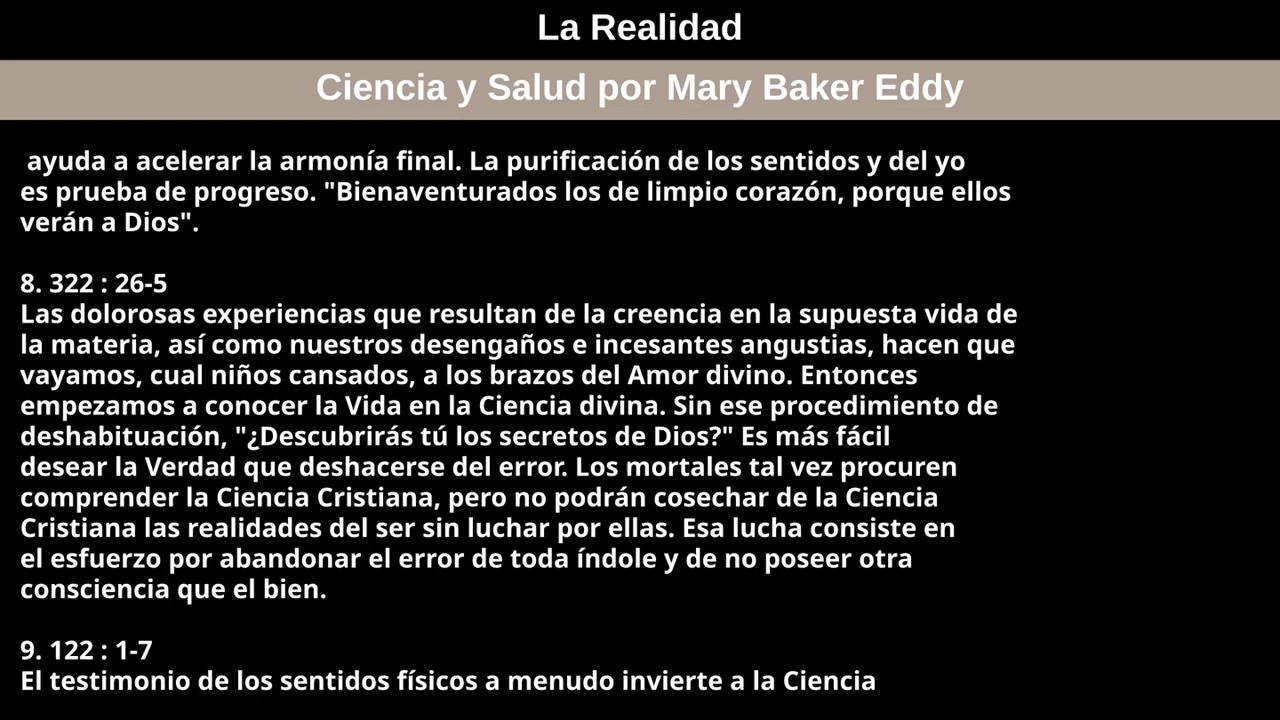 La Realidad
Ciencia y Salud por Mary Baker Eddy
ayuda a acelerar la armonía final. La purificación de los sentidos y del yo
es prueba de progreso. "Bienaventurados los de limpio corazón, porque ellos
verán a Dios".
8. 322 : 26-5
Las dolorosas experiencias que resultan de la creencia en la supuesta vida de
la materia, así como nuestros desengaños e incesantes angustias, hacen que
vayamos, cual niños cansados, a los brazos del Amor divino. Entonces
empezamos a conocer la Vida en la Ciencia divina. Sin ese procedimiento de
deshabituación, "¿Descubrirás tú los secretos de Dios?" Es más fácil
desear la Verdad que deshacerse del error. Los mortales tal vez procuren
comprender la Ciencia Cristiana, pero no podrán cosechar de la Ciencia
Cristiana las realidades del ser sin luchar por ellas. Esa lucha consiste en
el esfuerzo por abandonar el error de toda índole y de no poseer otra
consciencia que el bien.
9. 122 : 1-7
El testimonio de los sentidos físicos a menudo invierte a la Ciencia